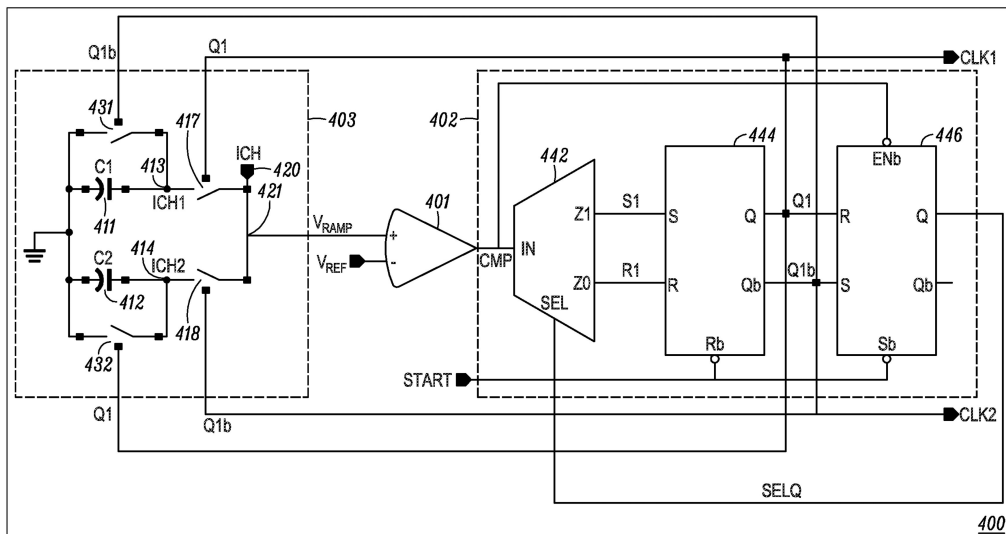 Q1b
Q1
CLK1
431
417
403
402
444
446
C1
413
ICH
420
442
ENb
421
401
ICH1
411
Z1
S1
S
Q
Q1
R
Q
VRAMP
+
414
ICH2
VREF
-
CMP
IN
C2
Z0
R1
R
Qb
Q1b
S
Qb
412
SEL
418
432
Rb
Sb
START
Q1
Q1b
CLK2
SELQ
400